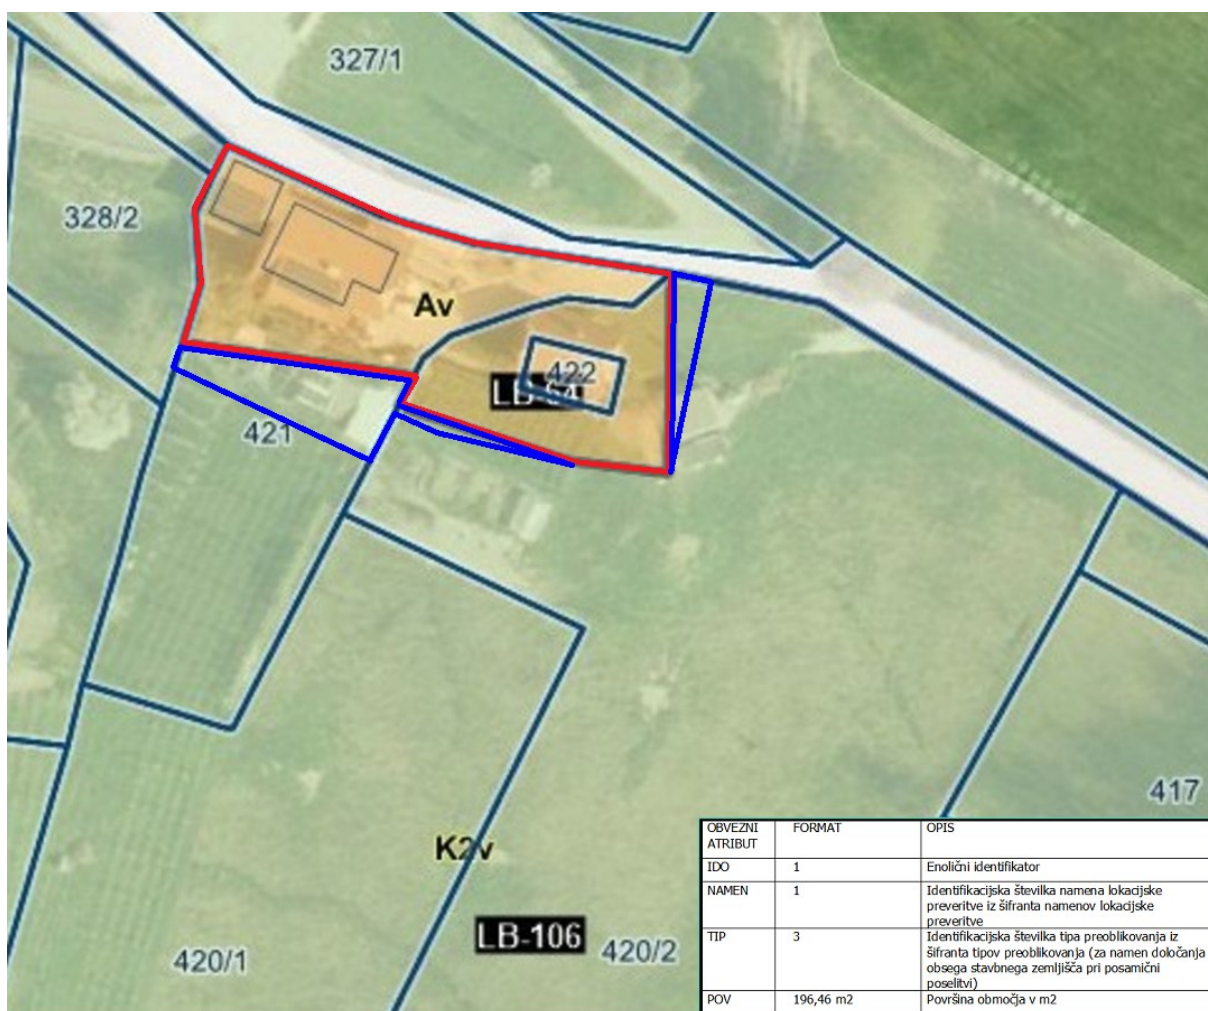 327/1
328/2
Av
422
421
417
K2v
LB-106
420/2
420/1
OBVEZNI FORMAT OPIS
ATRIBUT
IDO 1 Enolični identifikator
NAMEN 1 Identifikacijska številka namena lokacijske
preveritve iz šifranta namenov lokacijske
preveritve
TIP 3 Identifikacijska številka tipa preoblikovanja iz
šifranta tipov preoblikovanja (za namen določanja
obsega stavbnega zemljišča pri posamični
poselitvi)
POV 196,46 m2 Površina območja v m2